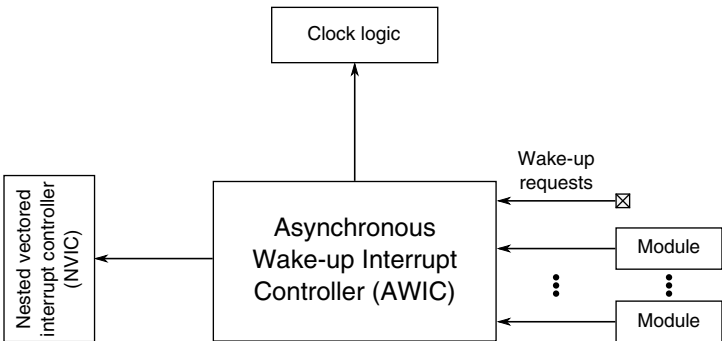 Clock logic
Nested vectored
interrupt controller
(NVIC)
Asynchronous
Wake-up Interrupt
Controller (AWIC)
Wake-up
requests
Module
Module